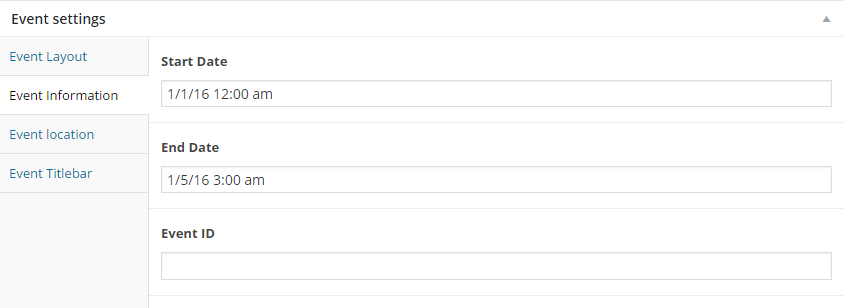 Event settings
Event Layout
Event Information
Event location
Event Titlebar
Start Date
1/1/16 12:00 am
End Date
1/5/16 3:00 am
Event ID